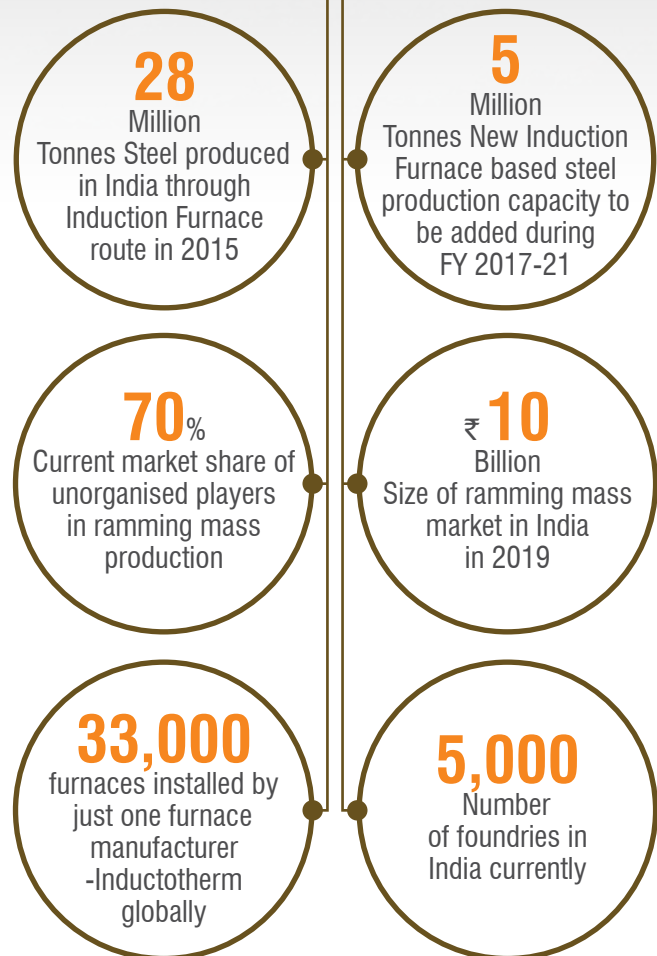 28
Million
Tonnes Steel produced
in India through
Induction Furnace
route in 2015
5
Million
Tonnes New Induction
Furnace based steel
production capacity to
be added during
FY 2017-21
70%
Current market share of
unorganised players
in ramming mass
production
₹ 10
Billion
Size of ramming mass
market in India
in 2019
33,000
furnaces installed by
just one furnace
manufacturer
-Inductotherm
globally
5,000
Number
of foundries in
India currently